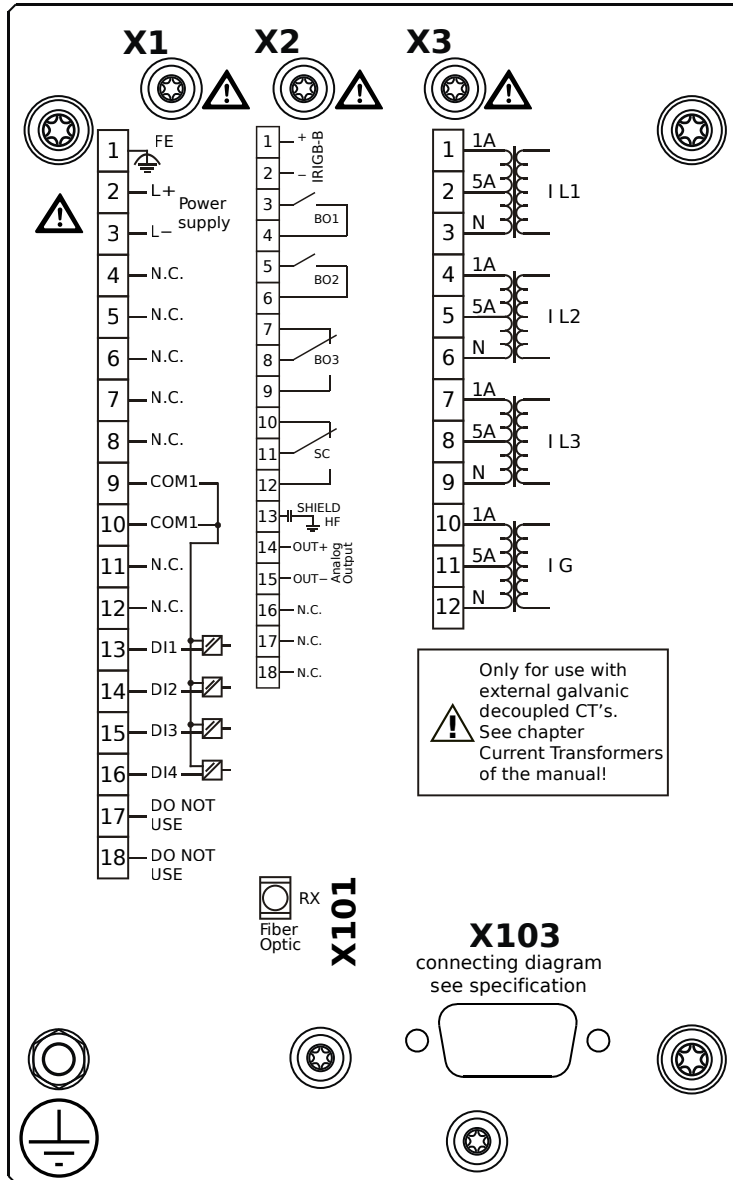 X1
X2
X3
1 FE
2 L+
Power
supply
3 L−
4 N.C.
5 N.C.
6 N.C.
7 N.C.
8 N.C.
9 COM1
10 COM1
11 N.C.
12 N.C.
13 DI1
14 DI2
15 DI3
16 DI4
17 DO NOT
USE
18 DO NOT
USE
1 +
2 −
IRIGB-B
3
BO1
4
5
BO2
6
7
8 BO3
9
10
11 SC
12
13 SHIELD
HF
14 OUT+
15 OUT−
Analog
Output
16 N.C.
17 N.C.
18 N.C.
1 1A
2 5A I L1
3 N
4 1A
5 5A I L2
6 N
7 1A
8 5A I L3
9 N
10 1A
11 5A I G
12 N
Only for use with
external galvanic
decoupled CT's.
See chapter
Current Transformers
of the manual!
RX
Fiber
Optic
X101
X103
connecting diagram
see specification